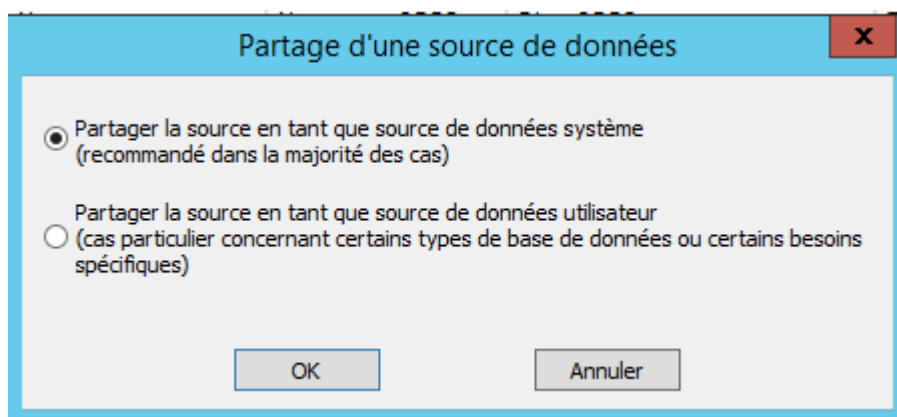 Partage d'une source de données
x
Partager la source en tant que source de données système
(recommandé dans la majorité des cas)
Partager la source en tant que source de données utilisateur
(cas particulier concernant certains types de base de données ou certains besoins
spécifiques)
OK
Annuler